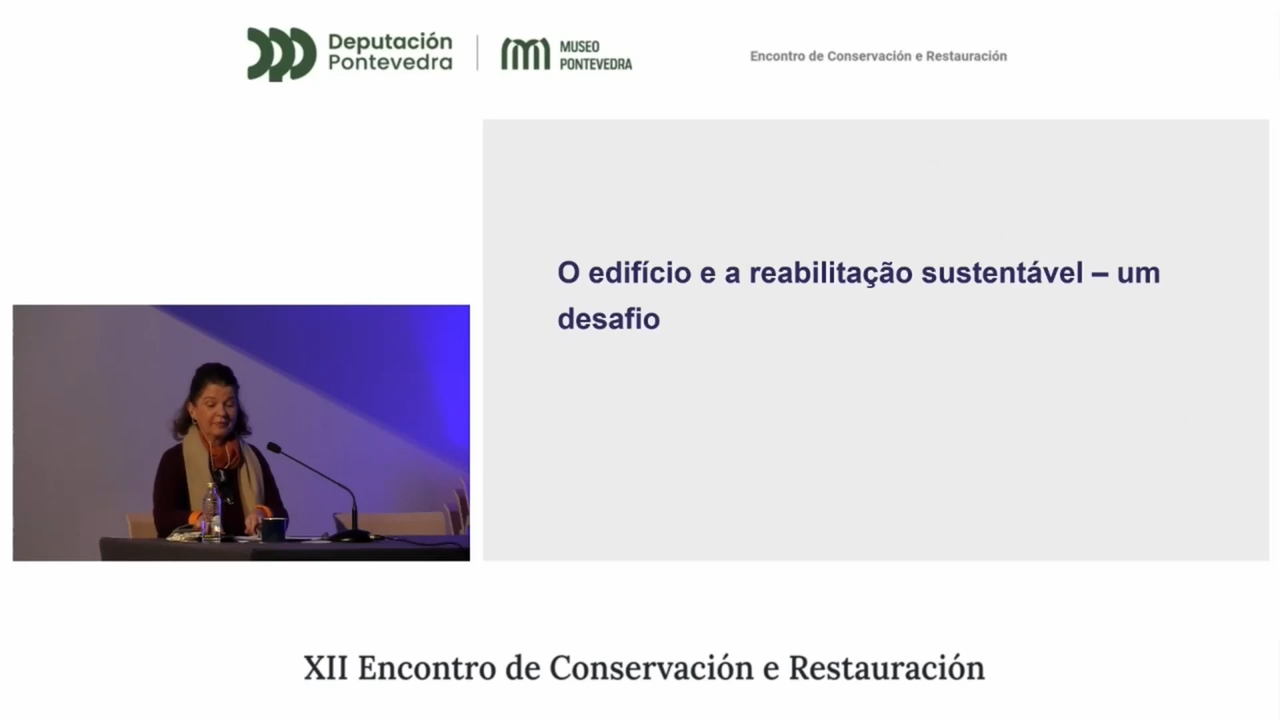 Deputación
Pontevedra
MUSEO
PONTEVEDRA
Encontro de Conservación e Restauración
O edifício e a reabilitação sustentável – um
desafio
XII Encontro de Conservación e Restauración